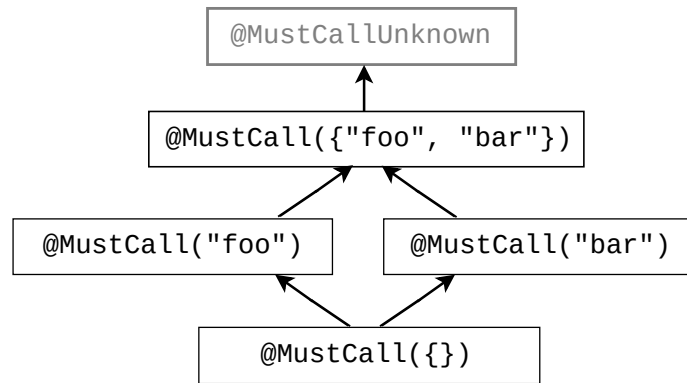 @MustCallUnknown
@MustCall({"foo", "bar"})
@MustCall("foo")
@MustCall("bar")
@MustCall({})